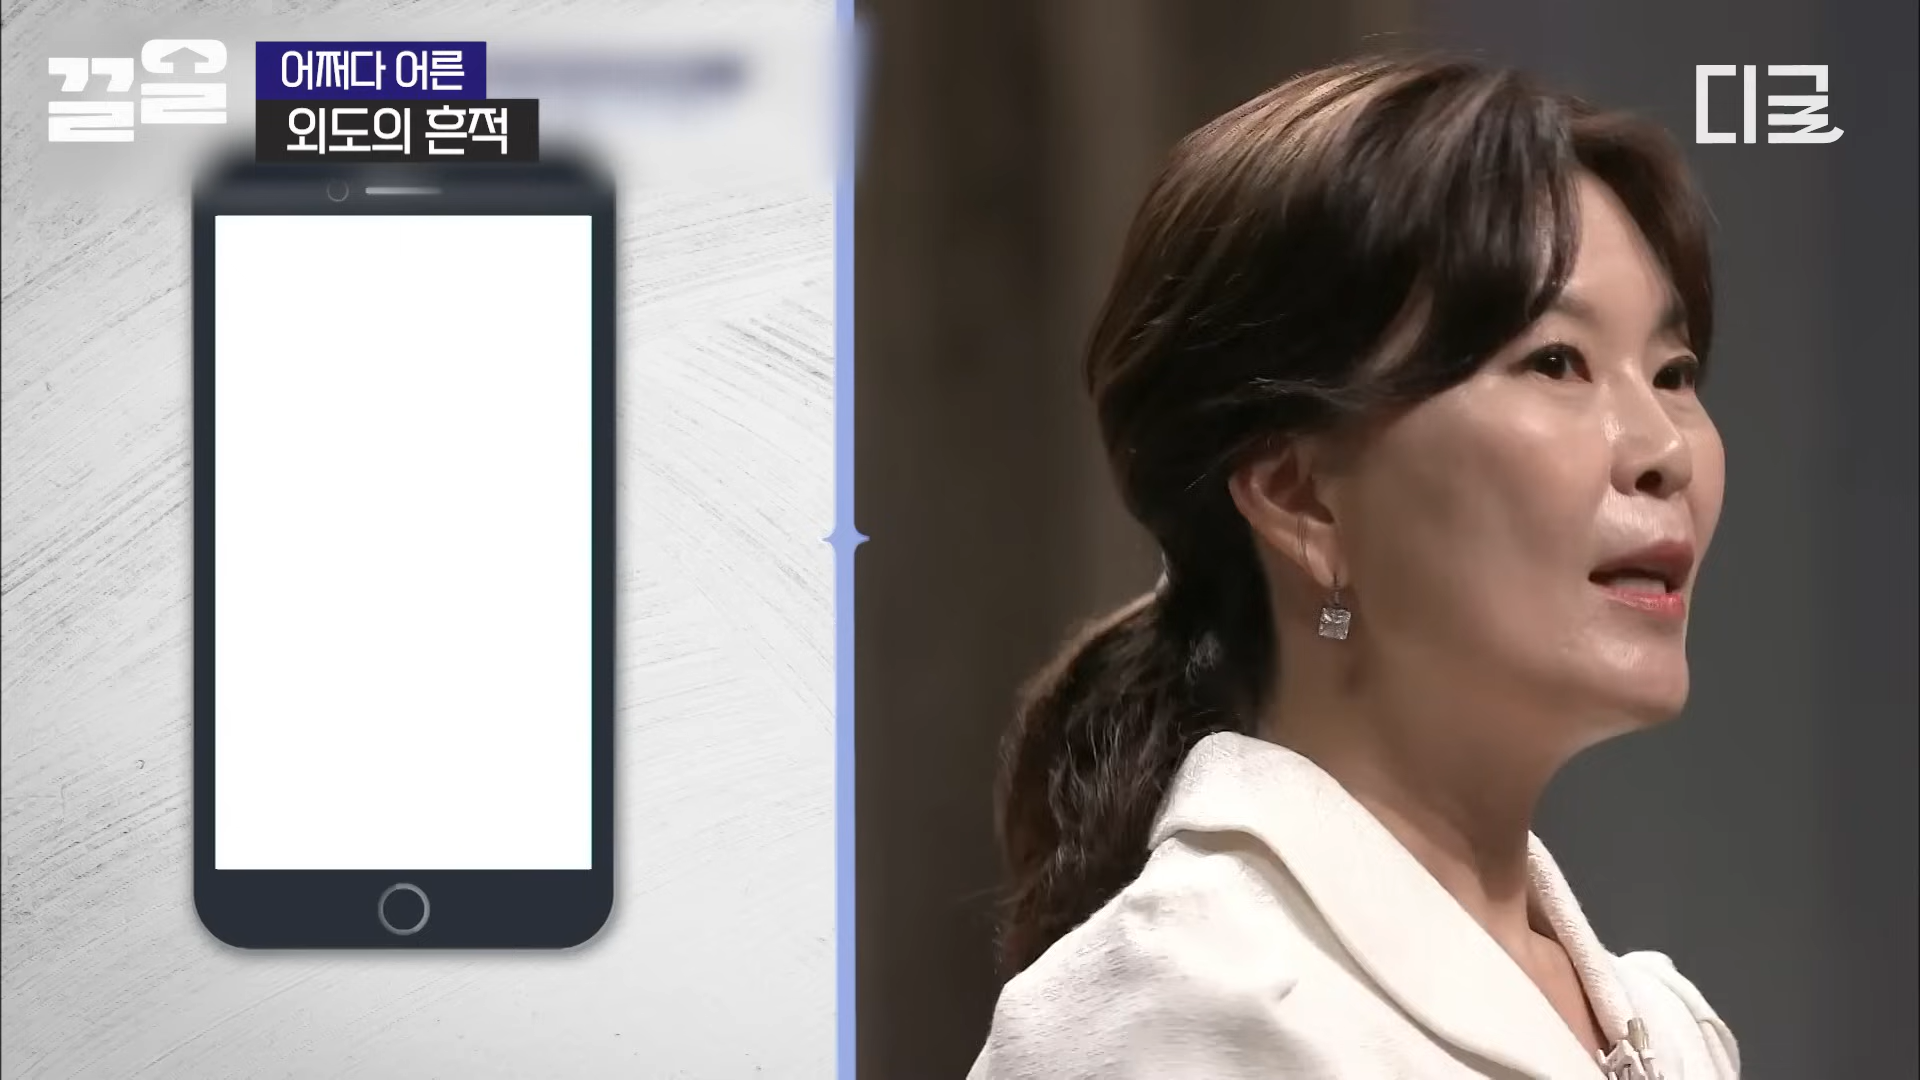 끌올
어쩌다 어른
외도의 흔적
디글